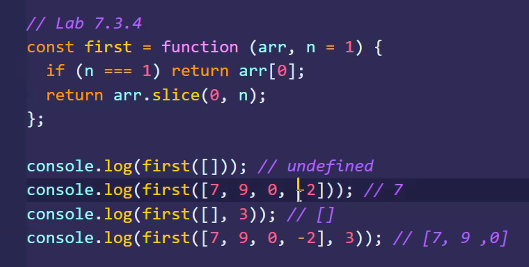 // Lab 7.3.4
const first = function (arr, n = 1) {
  if (n === 1) return arr[0];
  return arr.slice(0, n);
};

console.log(first([])); // undefined
console.log(first([7, 9, 0, -2])); // 7
console.log(first([], 3)); // []
console.log(first([7, 9, 0, -2], 3)); // [7, 9 ,0]